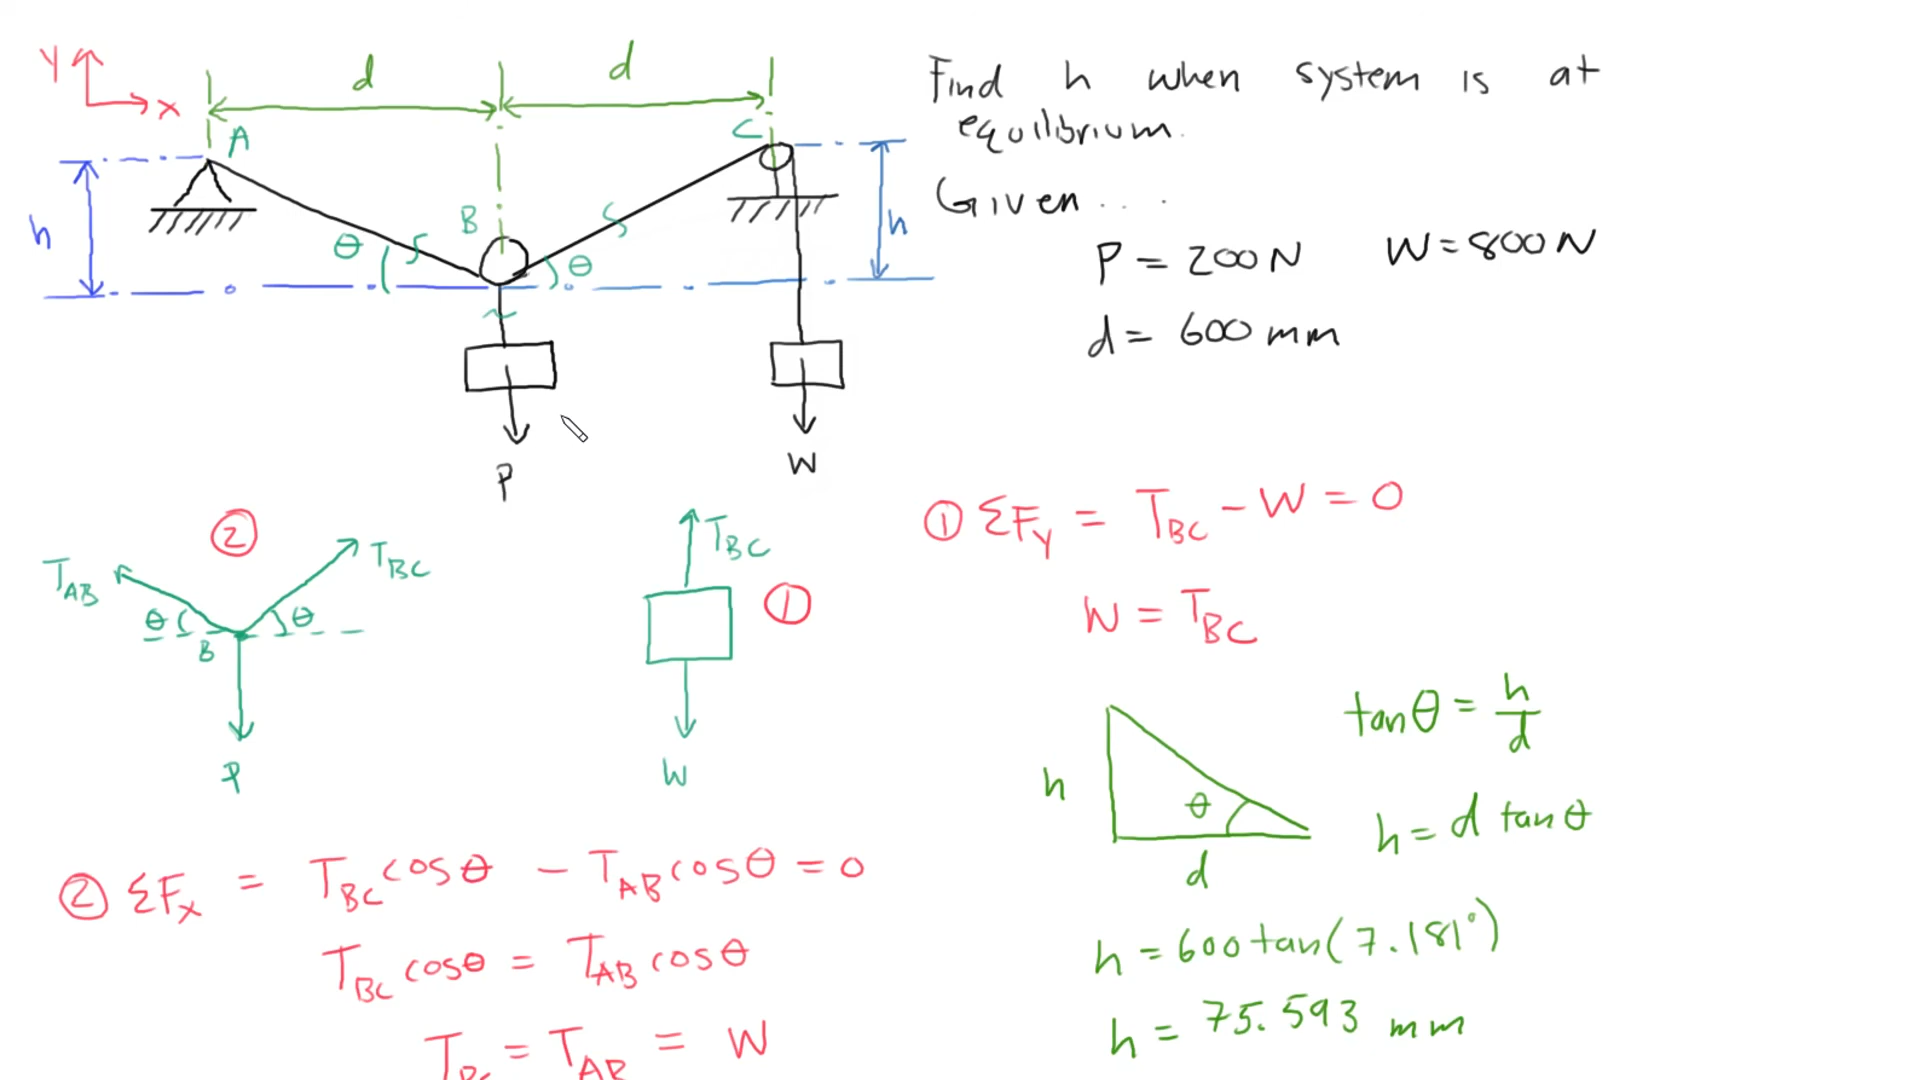 Y
x
d
d
A
C
h
B
θ
θ
h
P
W
Find h when system is at
equilibrium.
Given ....
P = 200N W = 800N
d = 600 mm
②
T_AB
T_BC
θ
θ
B
P
T_BC
①
W
① ΣF_y = T_BC - W = 0
W = T_BC
h
θ
d
tanθ = h/d
h = d tanθ
h = 600 tan(7.181°)
h = 75.593 mm
② ΣF_x = T_BC cosθ - T_AB cosθ = 0
T_BC cosθ = T_AB cosθ
T_BC = T_AB = W